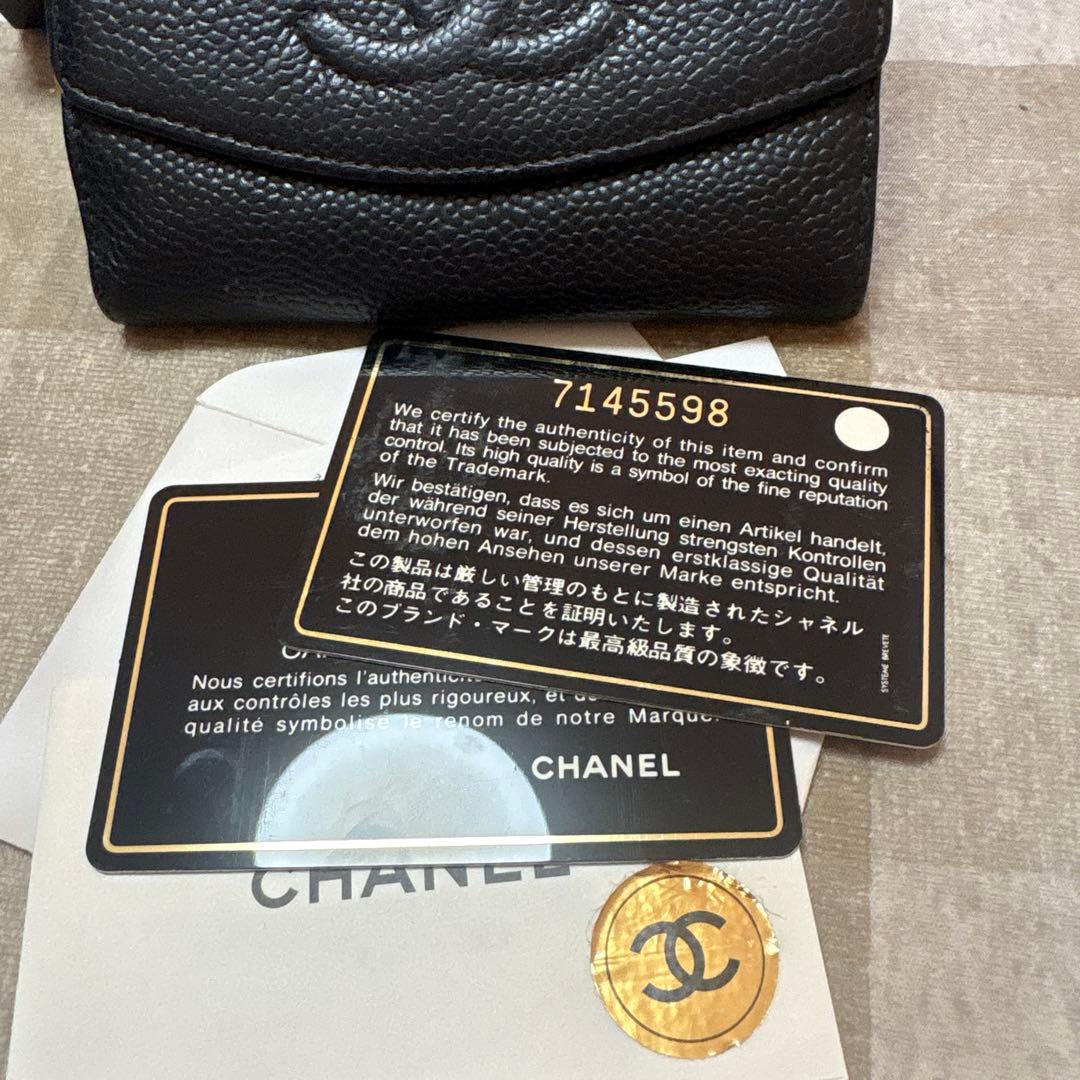 7145598
We certify the authenticity of this item and confirm
that it has been subjected to the most exacting quality
control. Its high quality is a symbol of the fine reputation
of the Trademark.
Wir bestätigen, dass es sich um einen Artikel handelt,
der während seiner Herstellung strengsten Kontrollen
unterworfen war, und dessen erstklassige Qualität
dem hohen Ansehen unserer Marke entspricht.
この製品は厳しい管理のもとに製造されたシャネル
社の商品であることを証明いたします。
このブランド・マークは最高級品質の象徴です。
SYSTEME BREVETE
Nous certifions
aux contrôles les plus rigoureux, et
qualité symbolise le renom de notre Marque.
CHANEL
CHANEL